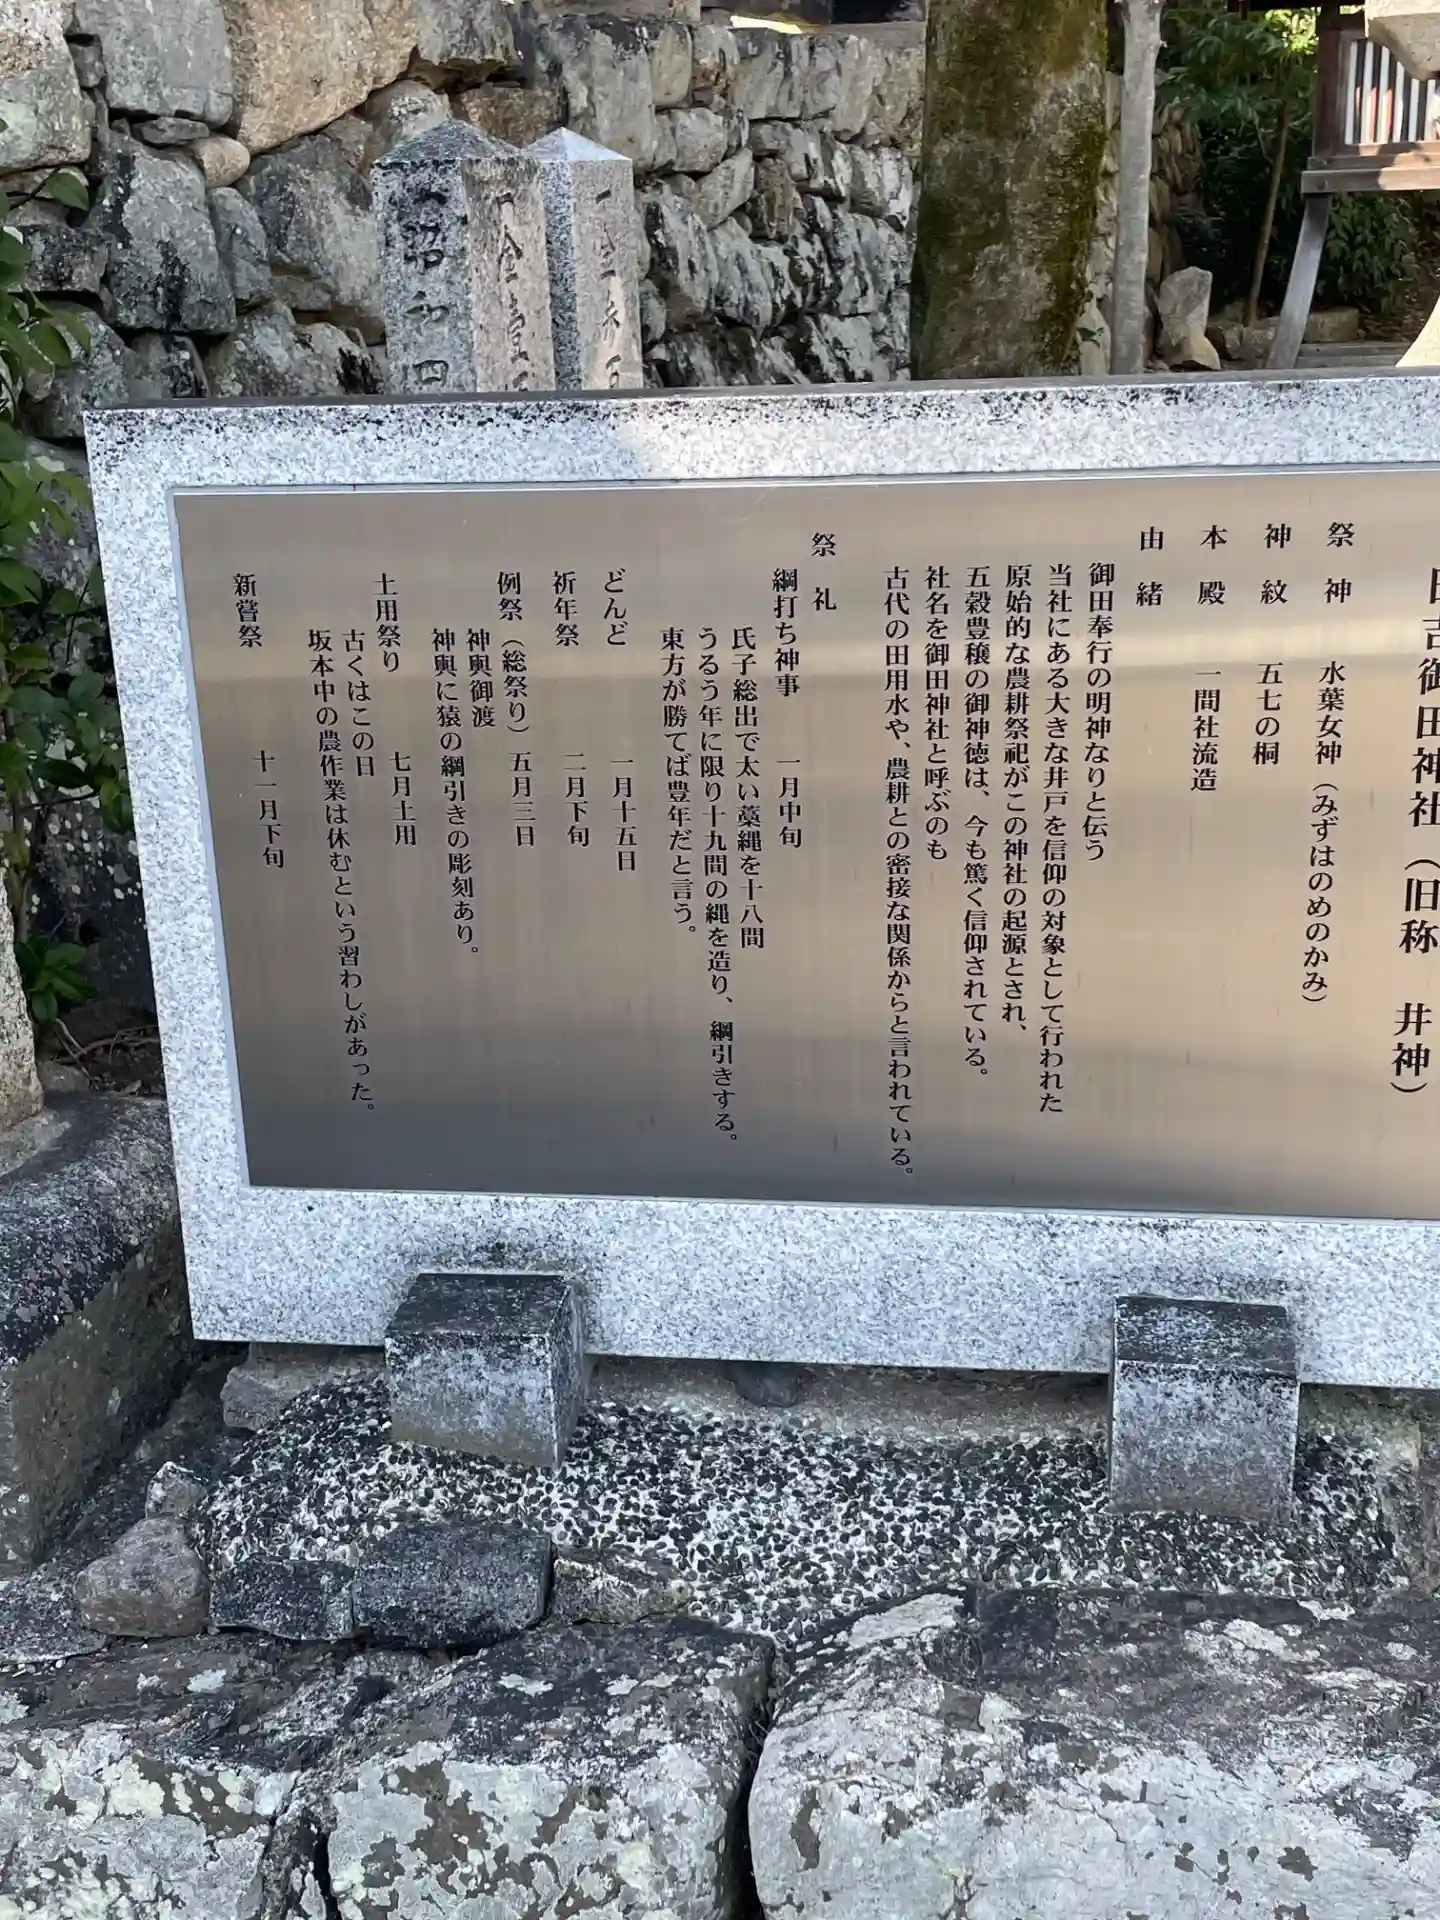 日吉御田神社（旧称　井神）
祭神　水葉女神（みずはのめのかみ）
神紋　五七の桐
本殿　一間社流造
由緒
御田奉行の明神なりと伝う
当社にある大きな井戸を信仰の対象として行われた
原始的な農耕祭祀がこの神社の起源とされ、
五穀豊穣の御神徳は、今も篤く信仰されている。
社名を御田神社と呼ぶのも
古代の田用水や、農耕との密接な関係からと言われている。
祭礼
綱打ち神事　一月中旬
氏子総出で太い藁縄を十八間
うるう年に限り十九間の縄を造り、綱引きする。
東方が勝てば豊年だと言う。
どんど　一月十五日
祈年祭　二月下旬
例祭（総祭り）五月三日
神輿御渡
神輿に猿の綱引きの彫刻あり。
土用祭り　七月土用
古くはこの日
坂本中の農作業は休むという習わしがあった。
新嘗祭　十一月下旬
一金壹
昭和四
一金